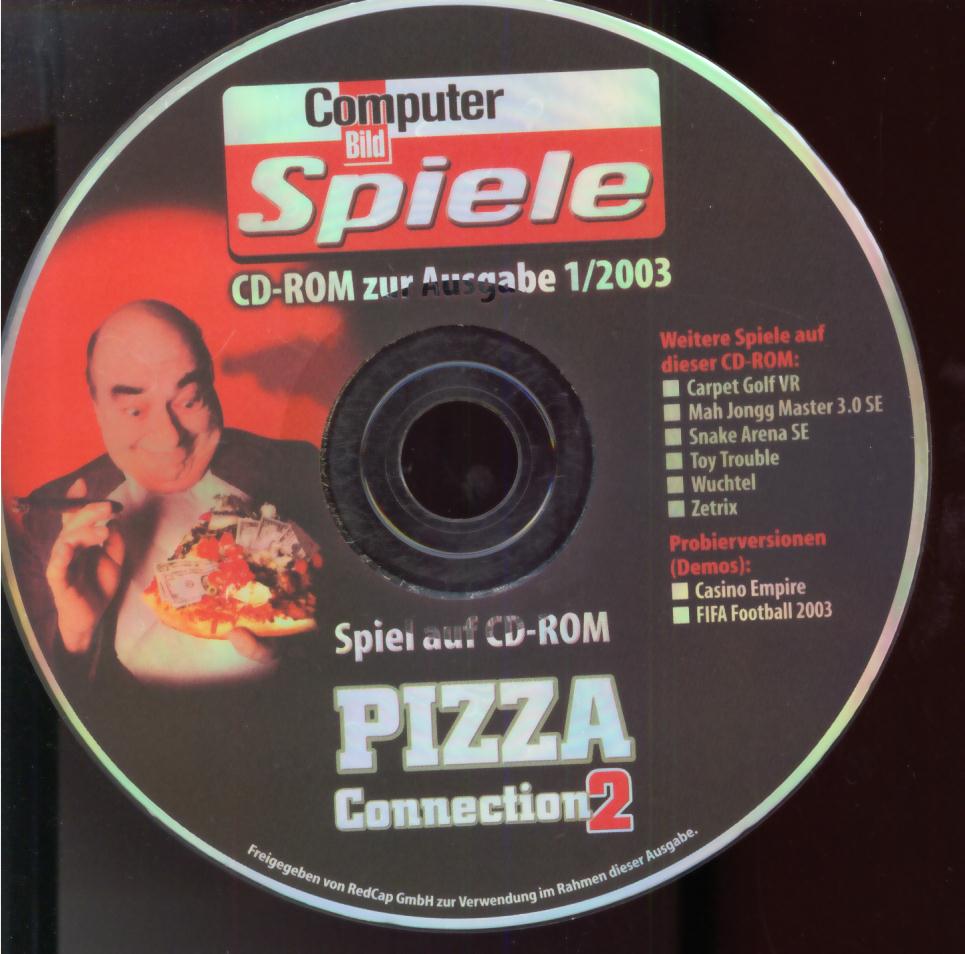 Computer
Bild
Spiele
CD-ROM zur Ausgabe 1/2003
Weitere Spiele auf
dieser CD-ROM:
Carpet Golf VR
Mah Jongg Master 3.0 SE
Snake Arena SE
Toy Trouble
Wuchtel
Zetrix
Probierversionen
(Demos):
Casino Empire
FIFA Football 2003
Spiel auf CD-ROM
PIZZA
Connection2
Freigegeben von RedCap GmbH zur Verwendung im Rahmen dieser Ausgabe.